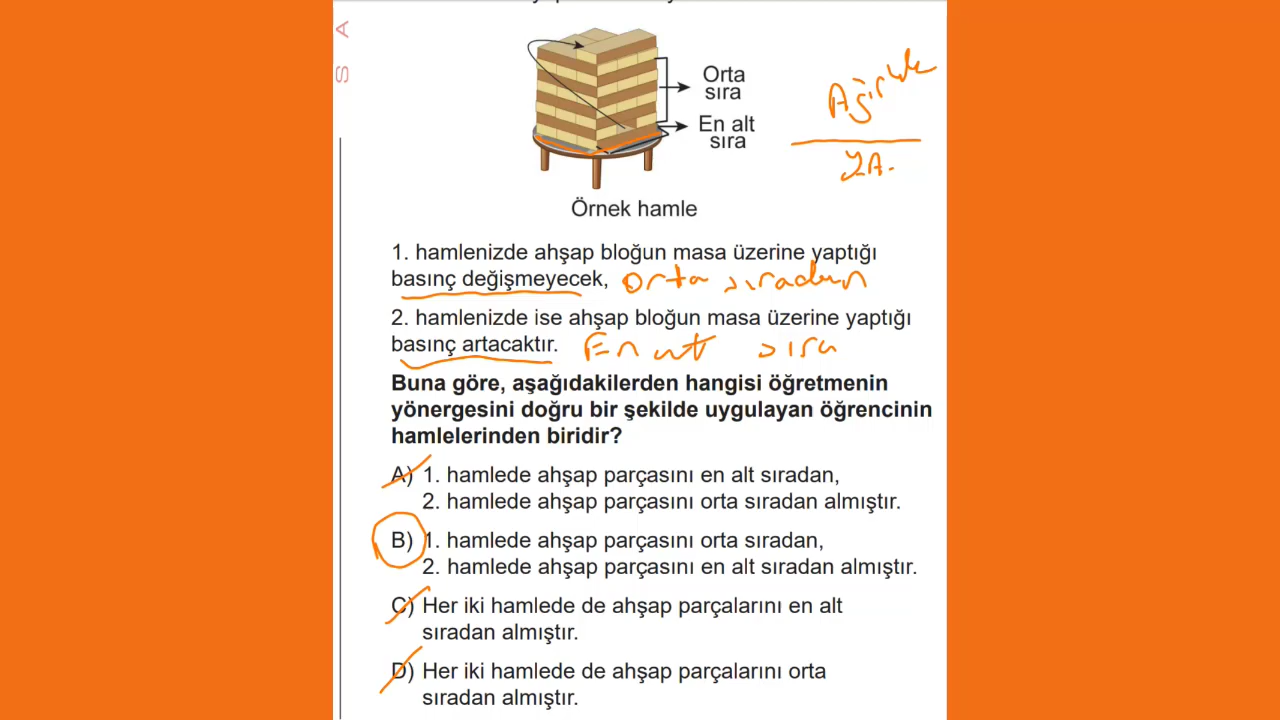 S A
Orta
sıra
En alt
sıra
Ağırlık
YA.
Örnek hamle
1. hamlenizde ahşap bloğun masa üzerine yaptığı
basınç değişmeyecek, Orta sıradan
2. hamlenizde ise ahşap bloğun masa üzerine yaptığı
basınç artacaktır. En alt sıra
Buna göre, aşağıdakilerden hangisi öğretmenin
yönergesini doğru bir şekilde uygulayan öğrencinin
hamlelerinden biridir?
A) 1. hamlede ahşap parçasını en alt sıradan,
2. hamlede ahşap parçasını orta sıradan almıştır.
B) 1. hamlede ahşap parçasını orta sıradan,
2. hamlede ahşap parçasını en alt sıradan almıştır.
C) Her iki hamlede de ahşap parçalarını en alt
sıradan almıştır.
D) Her iki hamlede de ahşap parçalarını orta
sıradan almıştır.